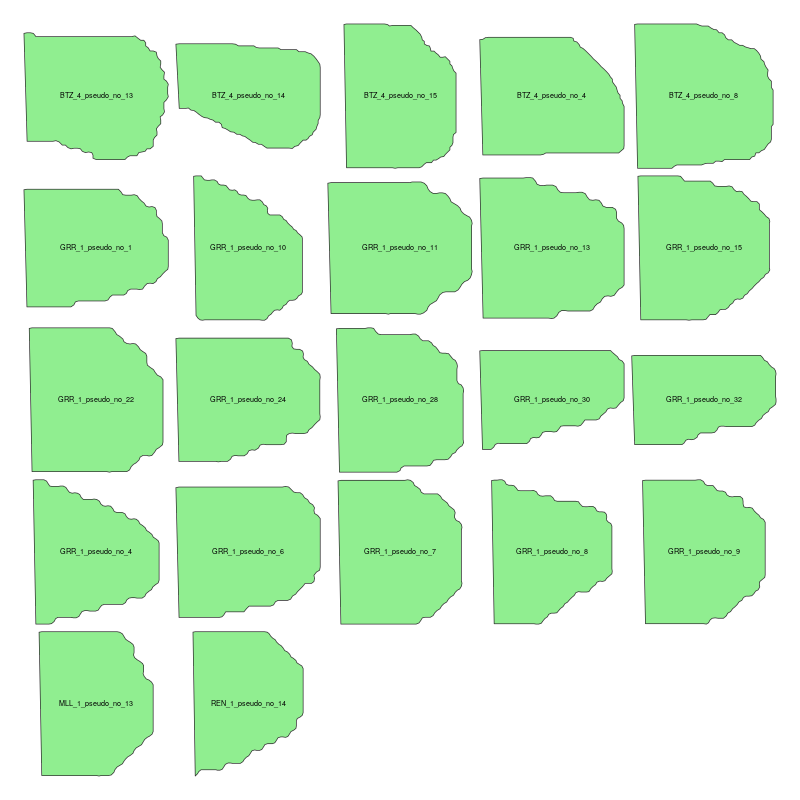 BTZ_4_pseudo_no_13
BTZ_4_pseudo_no_14
BTZ_4_pseudo_no_15
BTZ_4_pseudo_no_4
BTZ_4_pseudo_no_8
GRR_1_pseudo_no_1
GRR_1_pseudo_no_10
GRR_1_pseudo_no_11
GRR_1_pseudo_no_13
GRR_1_pseudo_no_15
GRR_1_pseudo_no_22
GRR_1_pseudo_no_24
GRR_1_pseudo_no_28
GRR_1_pseudo_no_30
GRR_1_pseudo_no_32
GRR_1_pseudo_no_4
GRR_1_pseudo_no_6
GRR_1_pseudo_no_7
GRR_1_pseudo_no_8
GRR_1_pseudo_no_9
MLL_1_pseudo_no_13
REN_1_pseudo_no_14